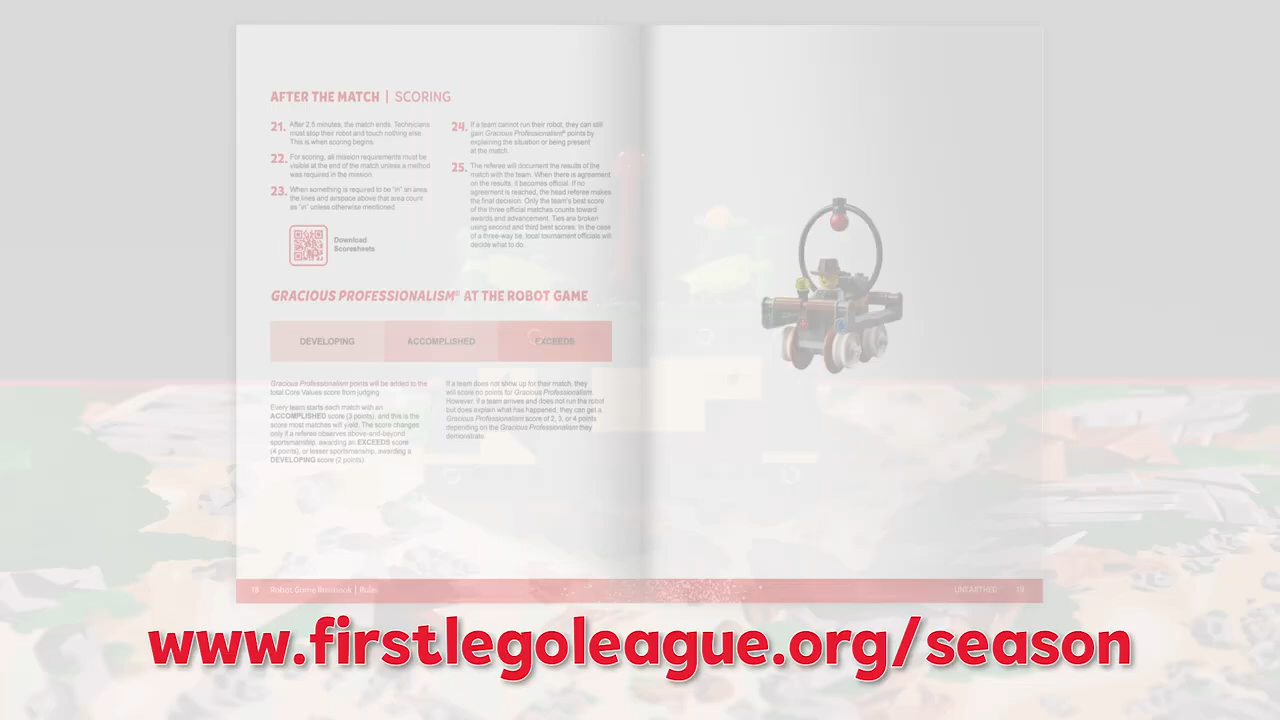 AFTER THE MATCH | SCORING
21. After 2.5 minutes, the match ends. Technicians
must stop their robot and touch nothing else.
This is when scoring begins.
22. For scoring, all mission requirements must be
visible at the end of the match unless a method
was required in the mission.
23. When something is required to be "in" an area,
the lines and airspace above that area count
as "in" unless otherwise mentioned.
Download
Scoresheets
24. If a team cannot run their robot, they can still
gain Gracious Professionalism® points by
explaining the situation or being present
at the match.
25. The referee will document the results of the
match with the team. When there is agreement
on the results, it becomes official. If no
agreement is reached, the head referee makes
the final decision. Only the team's best score
of the three official matches counts toward
awards and advancement. Ties are broken
using second and third best scores. In the case
of a three-way tie, local tournament officials will
decide what to do.
GRACIOUS PROFESSIONALISM® AT THE ROBOT GAME
DEVELOPING ACCOMPLISHED EXCEEDS
Gracious Professionalism points will be added to the
total Core Values score from judging.
Every team starts each match with an
ACCOMPLISHED score (3 points), and this is the
score most matches will yield. The score changes
only if a referee observes above-and-beyond
sportsmanship, awarding an EXCEEDS score
(4 points), or lesser sportsmanship, awarding a
DEVELOPING score (2 points).
If a team does not show up for their match, they
will score no points for Gracious Professionalism.
However, if a team arrives and does not run the robot
but does explain what has happened, they can get a
Gracious Professionalism score of 2, 3, or 4 points
depending on the Gracious Professionalism they
demonstrate.
18 Robot Game Rulebook | Rules
UNEARTHED 19
www.firstlegoleague.org/season